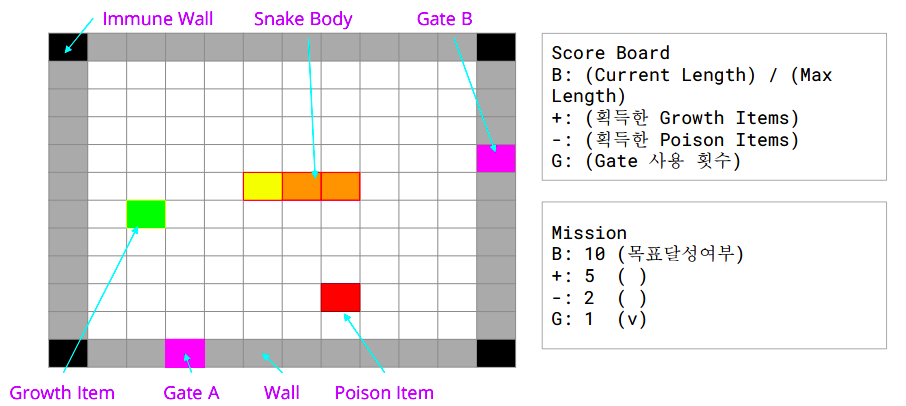 Immune Wall
Snake Body
Gate B
Score Board
B: (Current Length) / (Max
Length)
+: (획득한 Growth Items)
-: (획득한 Poison Items)
G: (Gate 사용 횟수)
Mission
B: 10 (목표달성여부)
+: 5 ( )
-: 2 ( )
G: 1 (v)
Growth Item
Gate A
Wall
Poison Item